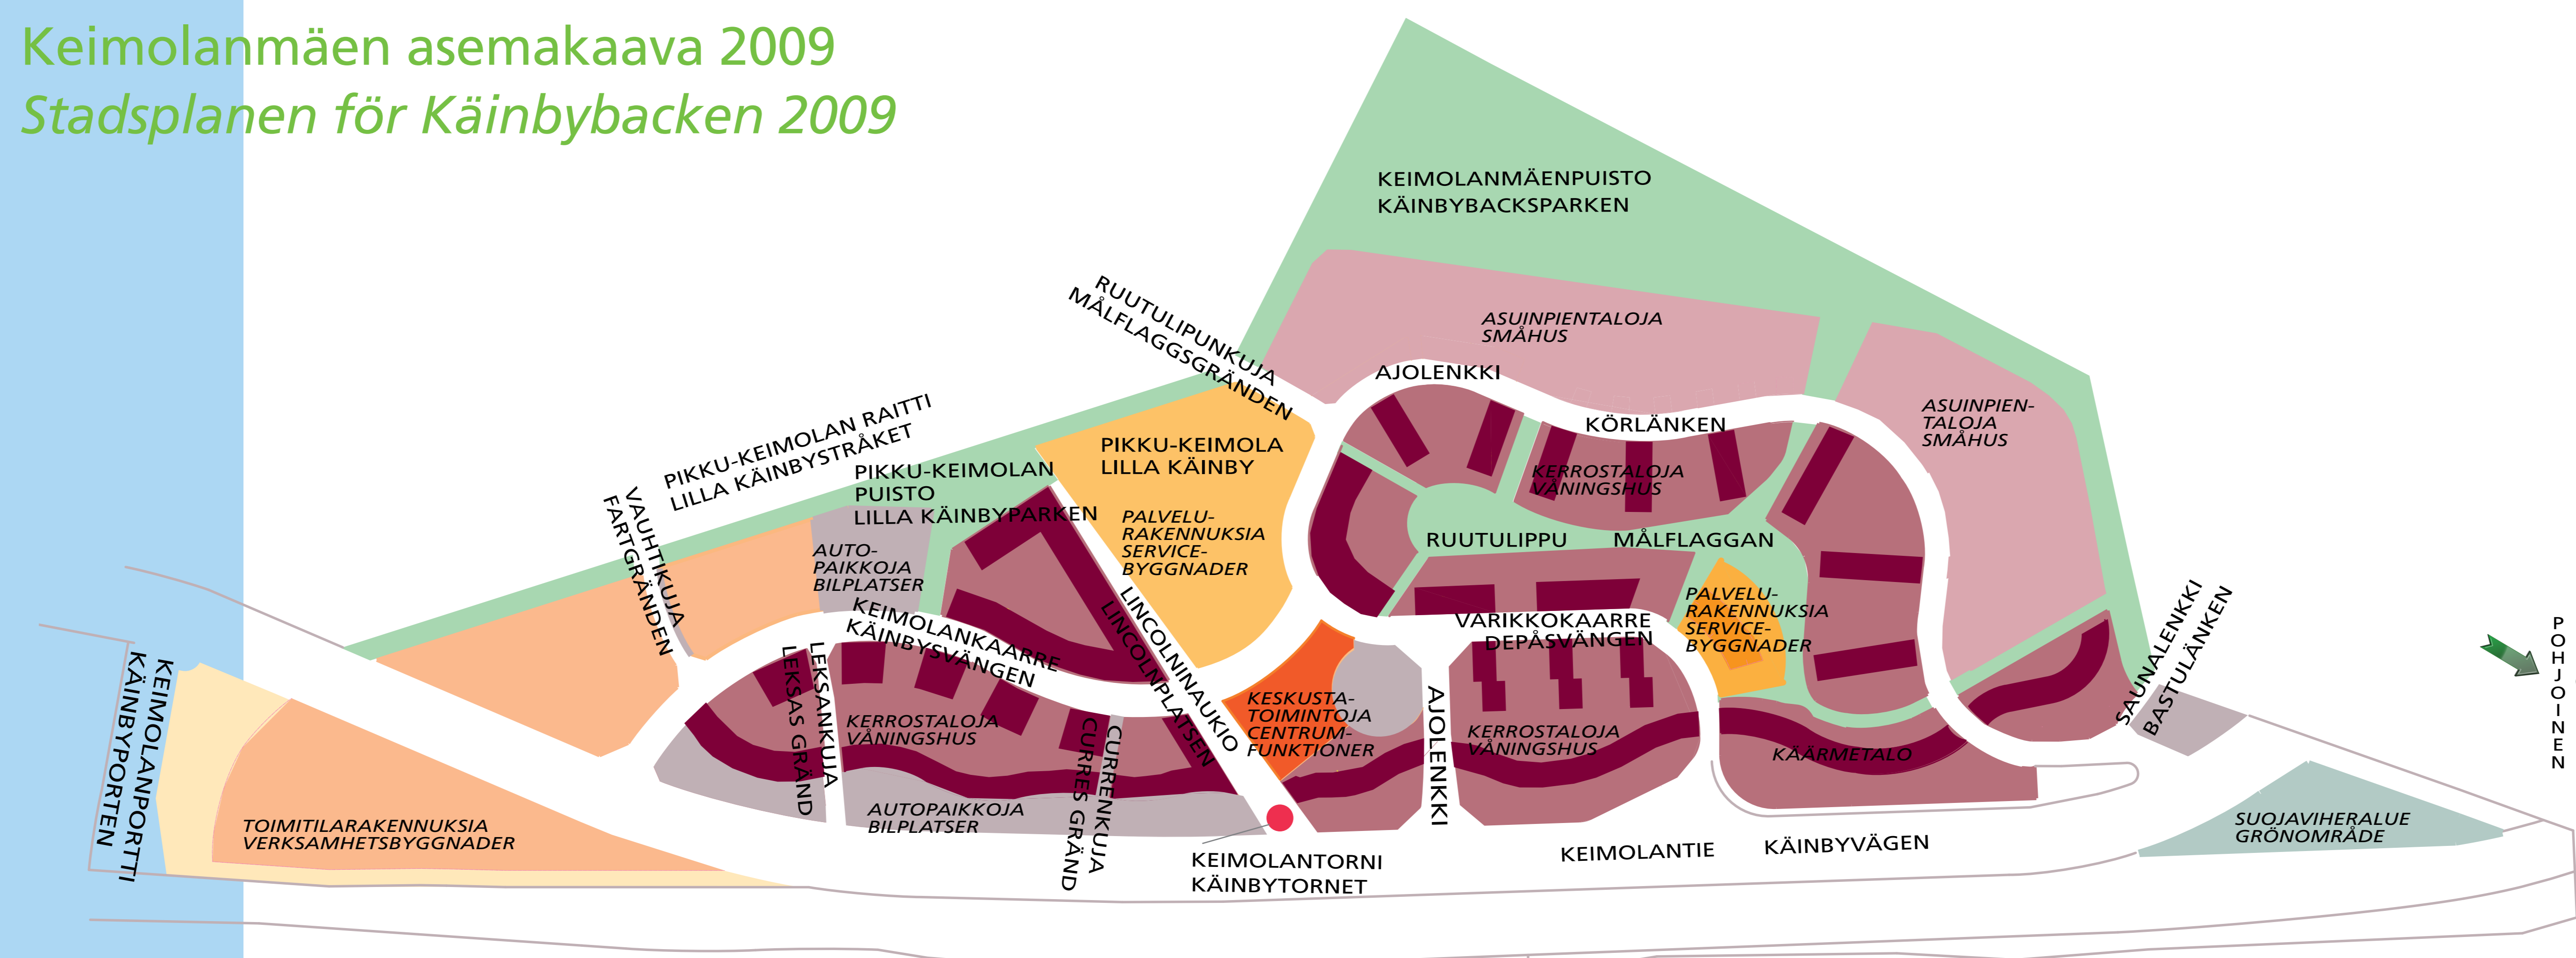 Keimolanmäen asemakaava 2009
Stadsplanen för Käinbybacken 2009
KEIMOLANMÄENPUISTO
KÄINBYBACKSPARKEN
RUUTULIPUNKUJA
MÅLFLAGGSGRÄNDEN
ASUINPIENTALOJA
SMÅHUS
AJOLENKKI
KÖRLÄNKEN
ASUINPIEN-
TALOJA
SMÅHUS
PIKKU-KEIMOLAN RAITTI
LILLA KÄINBYSTRÅKET
PIKKU-KEIMOLAN
PUISTO
LILLA KÄINBYPARKEN
PIKKU-KEIMOLA
LILLA KÄINBY
PALVELU-
RAKENNUKSIA
SERVICE-
BYGGNADER
KERROSTALOJA
VÅNINGSHUS
RUUTULIPPU
MÅLFLAGGAN
VAUHTIKUJA
FARTGRÄNDEN
AUTO-
PAIKKOJA
BILPLATSER
KEIMOLANKAARRE
KÄINBYSVÄNGEN
LINCOLNINAUKIO
LINCOLNPLATSEN
VARIKKOKAARRE
DEPÅSVÄNGEN
PALVELU-
RAKENNUKSIA
SERVICE-
BYGGNADER
SAUNALENKKI
BASTULÄNKEN
POHJOINEN
KEIMOLANPORTTI
KÄINBYPORTEN
LEKSANKUJA
LEKSAS GRÄND
KERROSTALOJA
VÅNINGSHUS
CURRENKUJA
CURRES GRÄND
KESKUSTA-
TOIMINTOJA
CENTRUM-
FUNKTIONER
AJOLENKKI
KERROSTALOJA
VÅNINGSHUS
KÄÄRMETALO
TOIMITILARAKENNUKSIA
VERKSAMHETSBYGGNADER
AUTOPAIKKOJA
BILPLATSER
KEIMOLANTORNI
KÄINBYTORNET
KEIMOLANTIE
KÄINBYVÄGEN
SUOJAVIHERALUE
GRÖNOMRÅDE